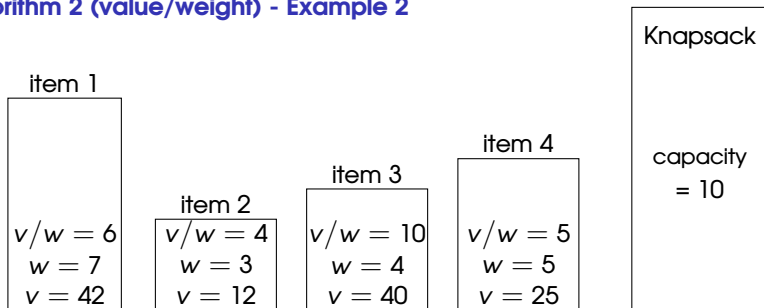 orithm 2 (value/weight) - Example 2
Knapsack
capacity
= 10
item 1
v/w = 6
w = 7
v = 42
item 2
v/w = 4
w = 3
v = 12
item 3
v/w = 10
w = 4
v = 40
item 4
v/w = 5
w = 5
v = 25